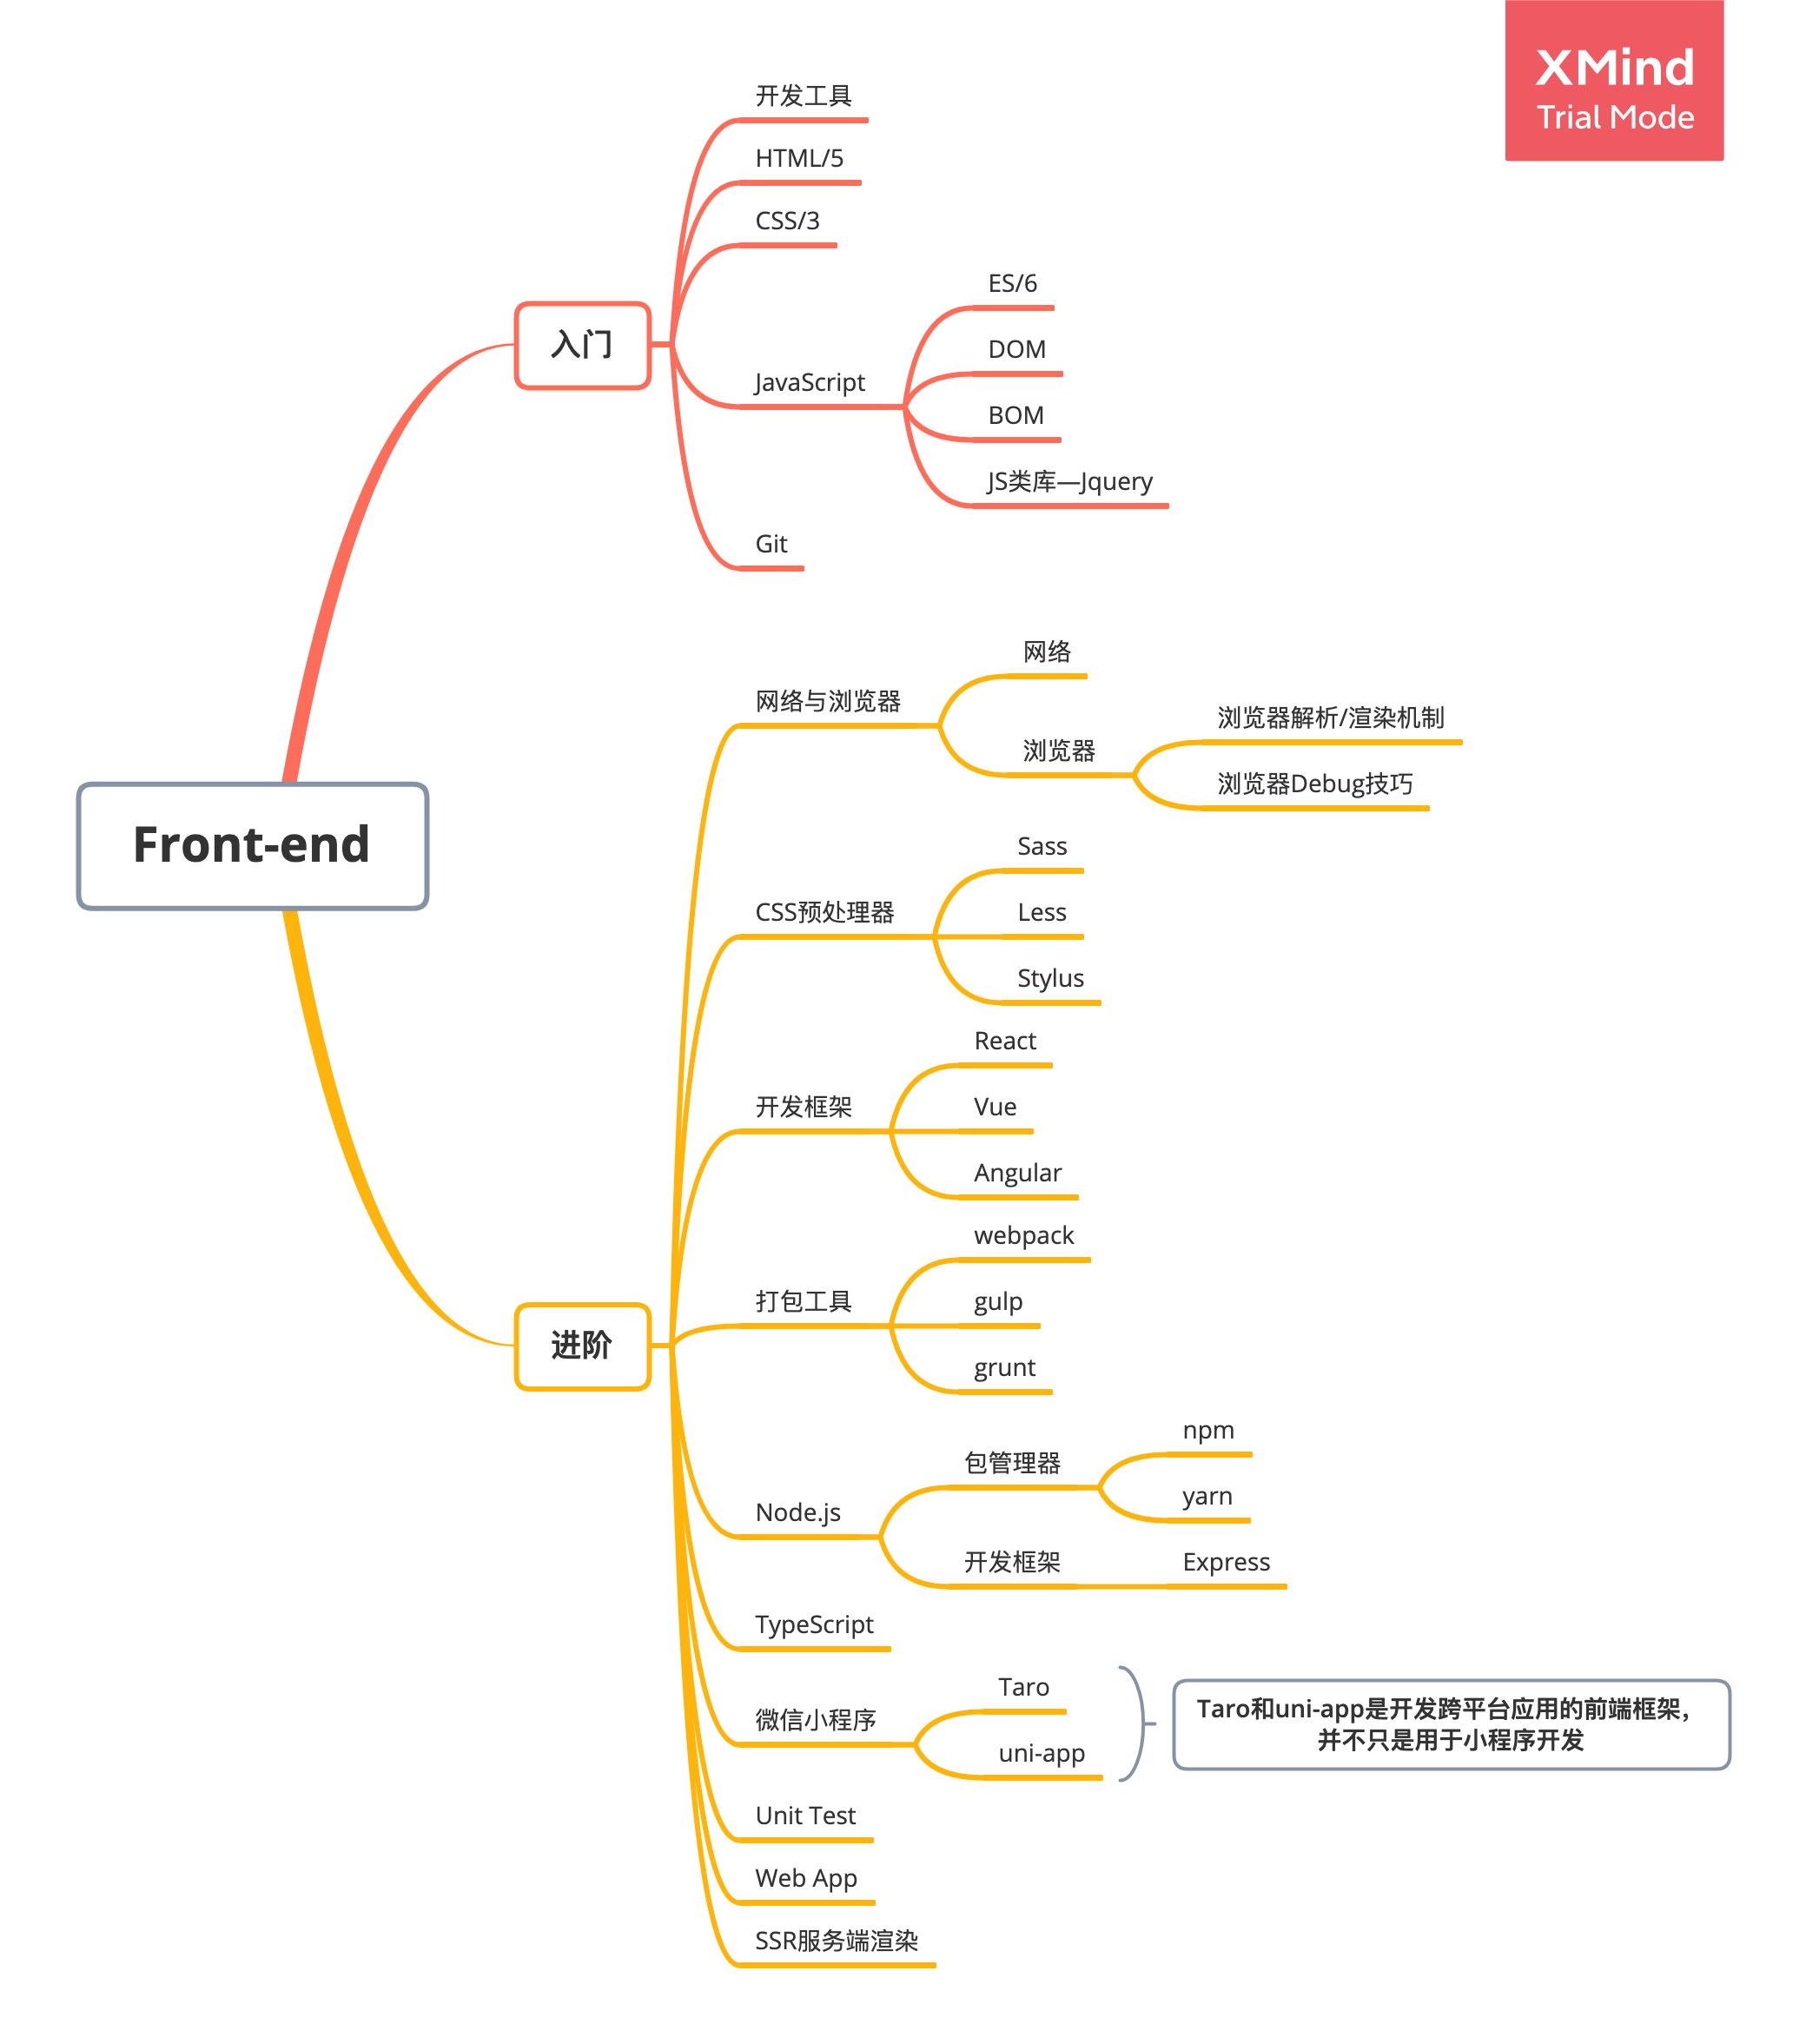 XMind
Trial Mode
Front-end
入门
开发工具
HTML/5
CSS/3
JavaScript
ES/6
DOM
BOM
JS类库—Jquery
Git
进阶
网络与浏览器
网络
浏览器
浏览器解析/渲染机制
浏览器Debug技巧
CSS预处理器
Sass
Less
Stylus
开发框架
React
Vue
Angular
打包工具
webpack
gulp
grunt
Node.js
包管理器
npm
yarn
开发框架
Express
TypeScript
微信小程序
Taro
uni-app
Taro和uni-app是开发跨平台应用的前端框架，
并不只是用于小程序开发
Unit Test
Web App
SSR服务端渲染